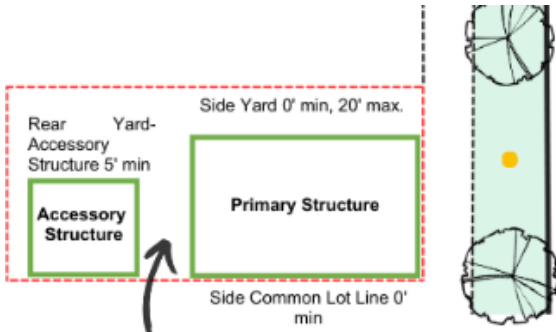 Side Yard 0' min, 20' max.
Rear Yard-
Accessory
Structure 5' min
Accessory
Structure
Primary Structure
Side Common Lot Line 0'
min